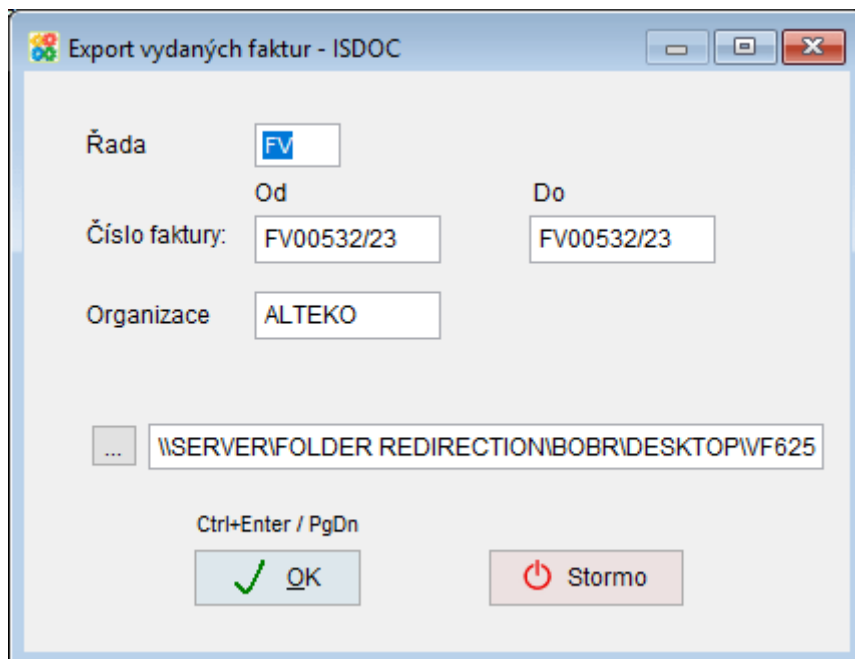 Export vydaných faktur - ISDOC
Řada FV
Od Do
Číslo faktury: FV00532/23 FV00532/23
Organizace ALTEKO
... \\SERVER\FOLDER REDIRECTION\BOBR\DESKTOP\VF625
Ctrl+Enter / PgDn
OK Stormo